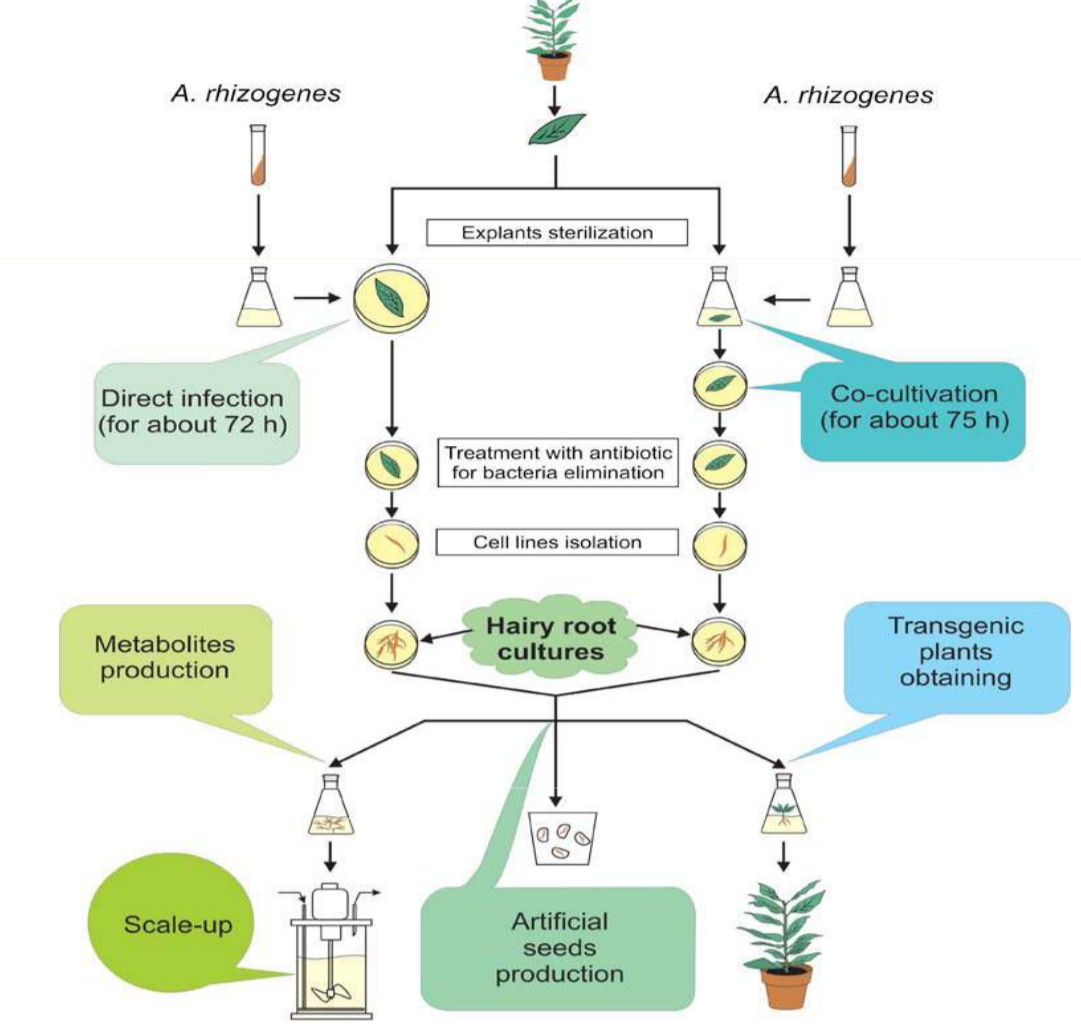 A. rhizogenes
A. rhizogenes
Explants sterilization
Direct infection
(for about 72 h)
Co-cultivation
(for about 75 h)
Treatment with antibiotic
for bacteria elimination
Cell lines isolation
Hairy root
cultures
Metabolites
production
Transgenic
plants
obtaining
Scale-up
Artificial
seeds
production